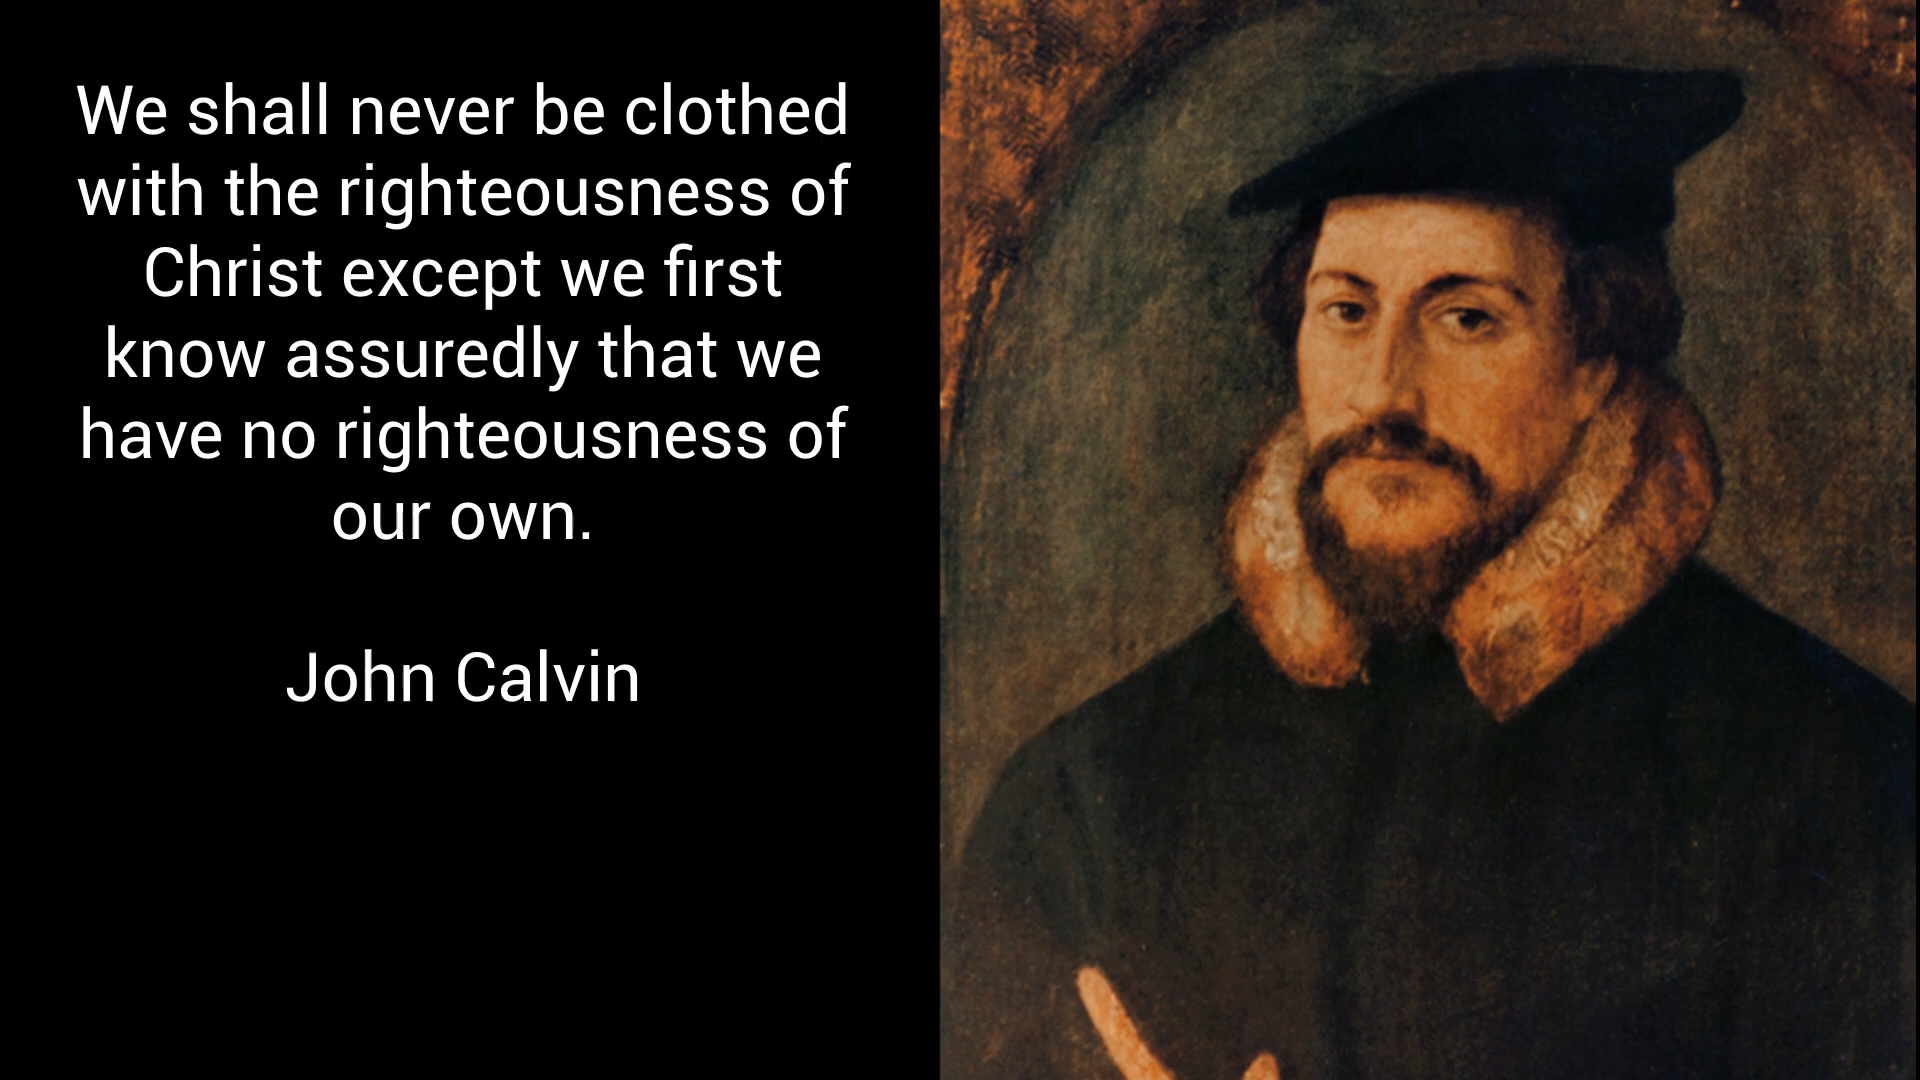 We shall never be clothed
with the righteousness of
Christ except we first
know assuredly that we
have no righteousness of
our own.
John Calvin